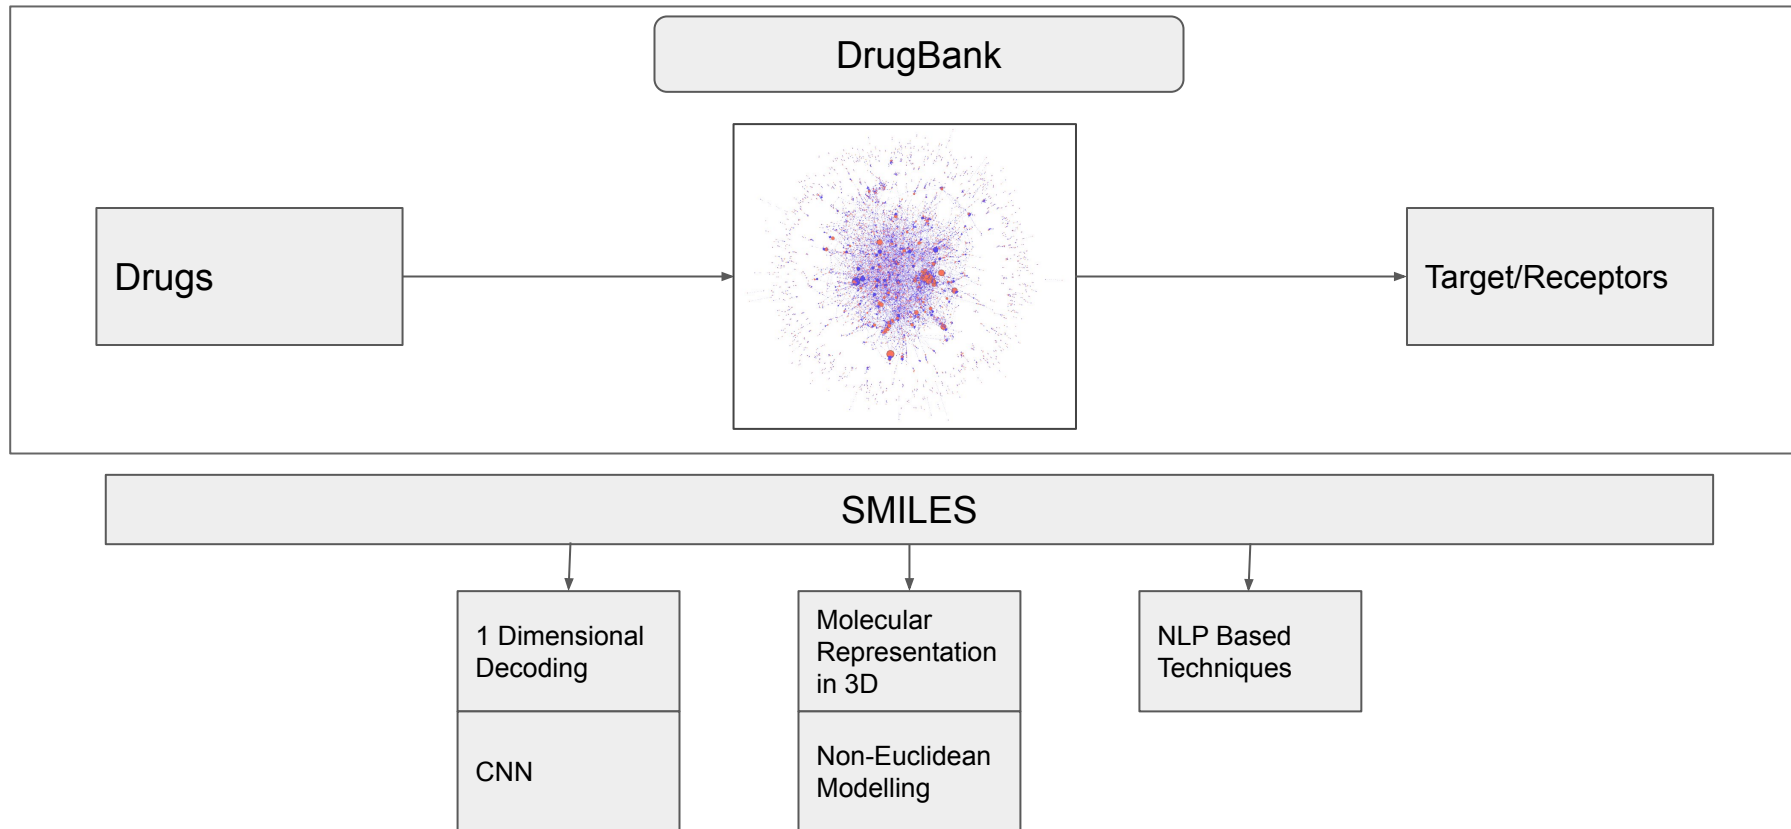 DrugBank
Drugs
Target/Receptors
SMILES
1 Dimensional
Decoding
CNN
Molecular
Representation
in 3D
Non-Euclidean
Modelling
NLP Based
Techniques